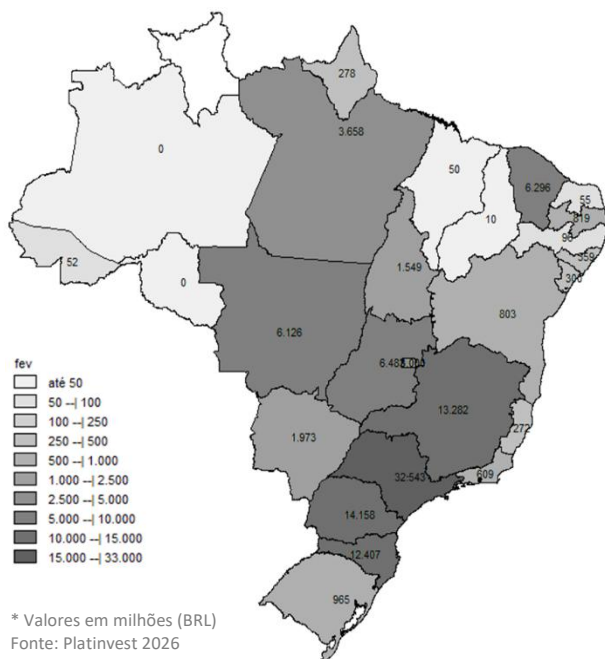 278
3.658
0
50
6.296
55
819
10
96
359
300
52
0
1.549
803
6.126
6.483
13.282
272
1.973
32.543
609
14.158
12.407
965
fev
até 50
50 --| 100
100 --| 250
250 --| 500
500 --| 1.000
1.000 --| 2.500
2.500 --| 5.000
5.000 --| 10.000
10.000 --| 15.000
15.000 --| 33.000
* Valores em milhões (BRL)
Fonte: Platinvest 2026